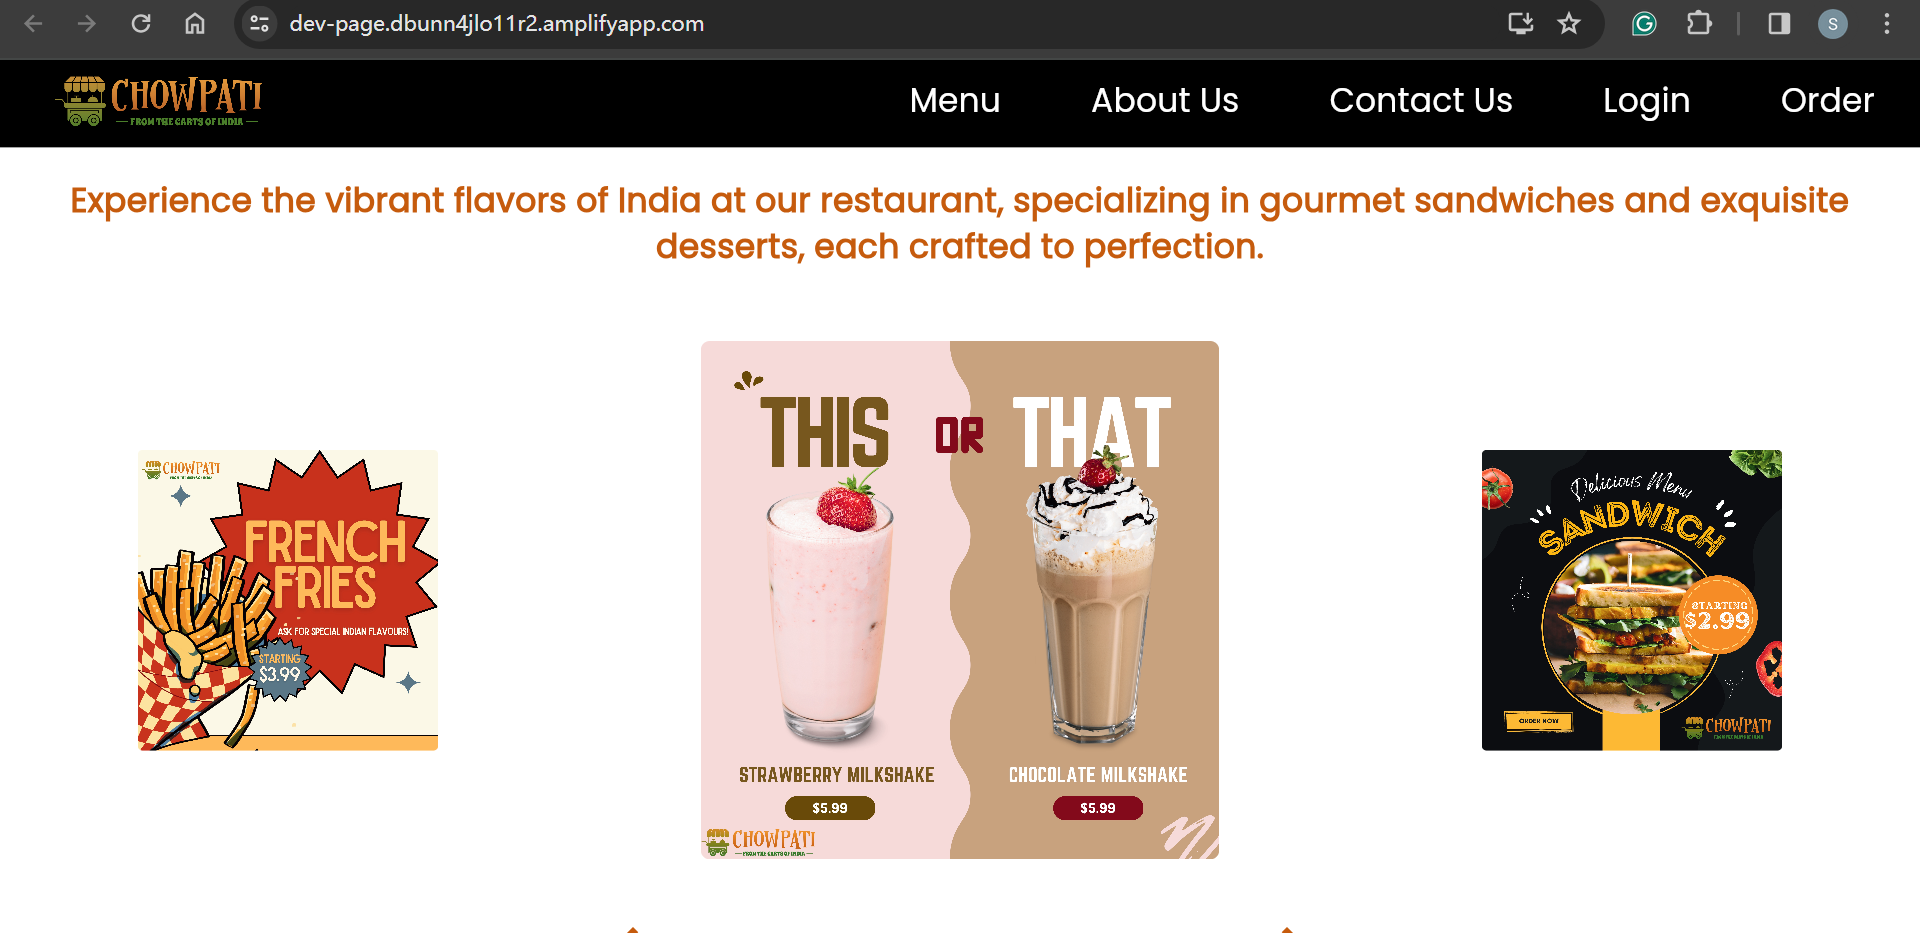 dev-page.dbunn4jlo11r2.amplifyapp.com
S
CHOWPATI
FROM THE CARTS OF INDIA
Menu
About Us
Contact Us
Login
Order
Experience the vibrant flavors of India at our restaurant, specializing in gourmet sandwiches and exquisite
desserts, each crafted to perfection.
CHOWPATI
FRENCH
FRIES
ASK FOR SPECIAL INDIAN FLAVOURS!
STARTING
$3.99
THIS
OR
THAT
STRAWBERRY MILKSHAKE
$5.99
CHOCOLATE MILKSHAKE
$5.99
CHOWPATI
FROM THE CARTS OF INDIA
Delicious Menu
SANDWICH
STARTING
$2.99
ORDER NOW
CHOWPATI